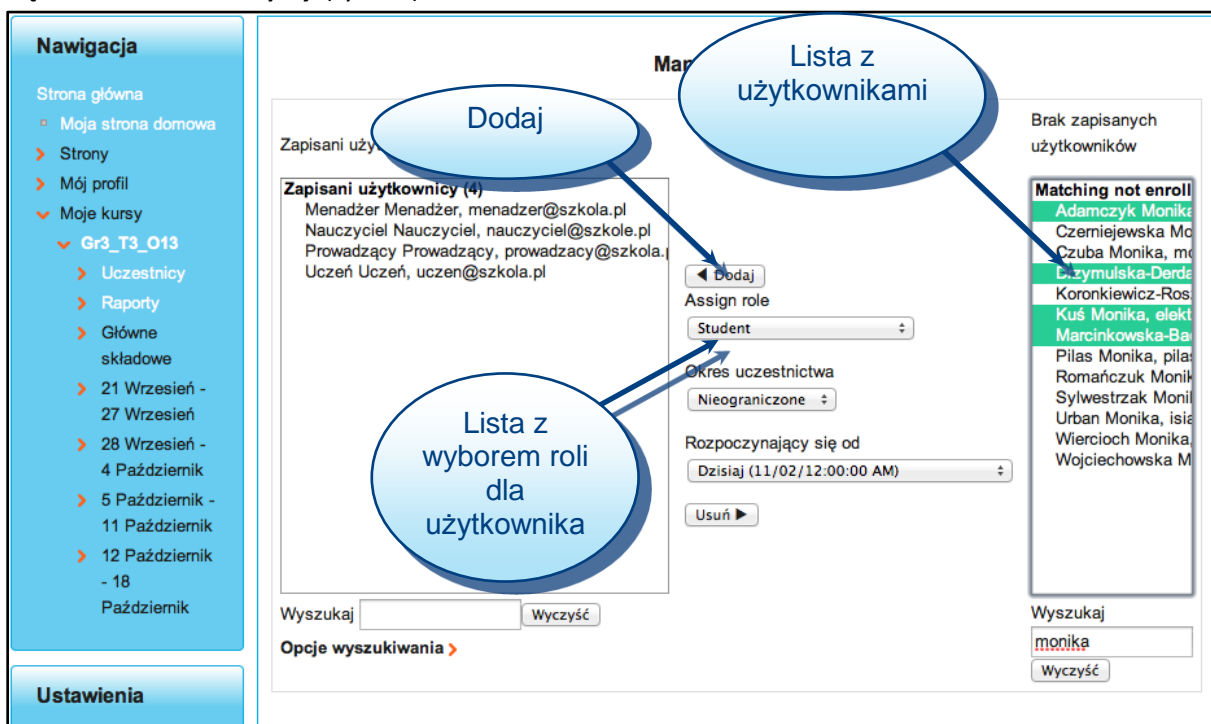 Nawigacja
Strona główna
Moja strona domowa
Strony
Mój profil
Moje kursy
Gr3_T3_O13
Uczestnicy
Raporty
Główne
składowe
21 Wrzesień -
27 Wrzesień
28 Wrzesień -
4 Październik
5 Październik -
11 Październik
12 Październik
- 18
Październik
Ustawienia
Lista z
użytkownikami
Dodaj
Zapisani
Zapisani użytkownicy (4)
Menadżer Menadżer, menadzer@szkola.pl
Nauczyciel Nauczyciel, nauczyciel@szkole.pl
Prowadzący Prowadzący, prowadzacy@szkola.
Uczeń Uczeń, uczen@szkola.pl
Wyszukaj
Wyczyść
Opcje wyszukiwania
Dodaj
Assign role
Student
Okres uczestnictwa
Nieograniczone
Rozpoczynający się od
Dzisiaj (11/02/12:00:00 AM)
Usuń
Lista z
wyborem roli
dla
użytkownika
Brak zapisanych
użytkowników
Matching not enroll
Adamczyk Monika
Czerniejewska Mo
Czuba Monika, mo
Drzymulska-Derda
Koronkiewicz-Ros
Kuś Monika, elekt
Marcinkowska-Ba
Pilas Monika, pila
Romańczuk Monik
Sylwestrzak Moni
Urban Monika, isia
Wiercioch Monika,
Wojciechowska M
Wyszukaj
monika
Wyczyść